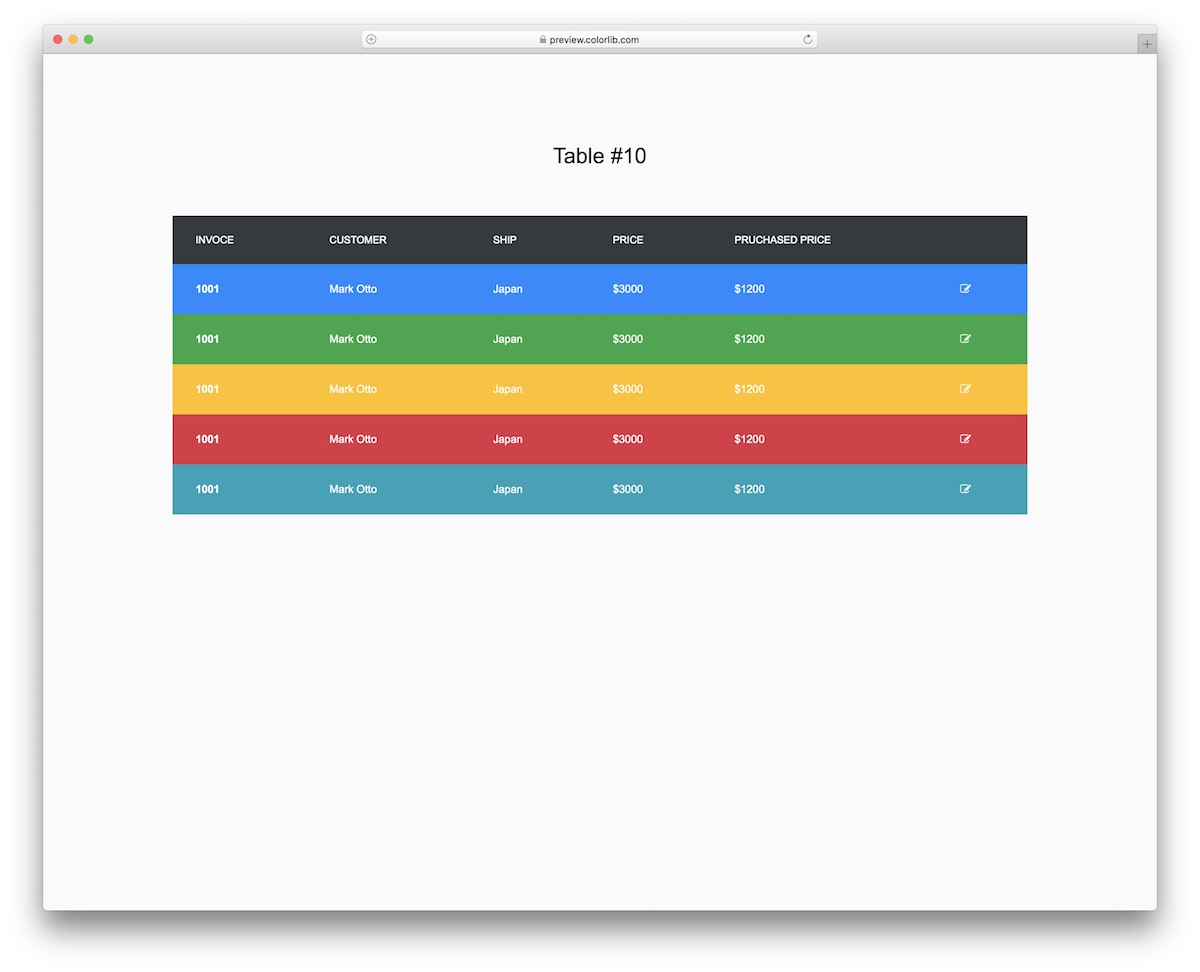 preview.colorlib.com
Table #10
INVOCE CUSTOMER SHIP PRICE PRUCHASED PRICE
1001 Mark Otto Japan $3000 $1200
1001 Mark Otto Japan $3000 $1200
1001 Mark Otto Japan $3000 $1200
1001 Mark Otto Japan $3000 $1200
1001 Mark Otto Japan $3000 $1200